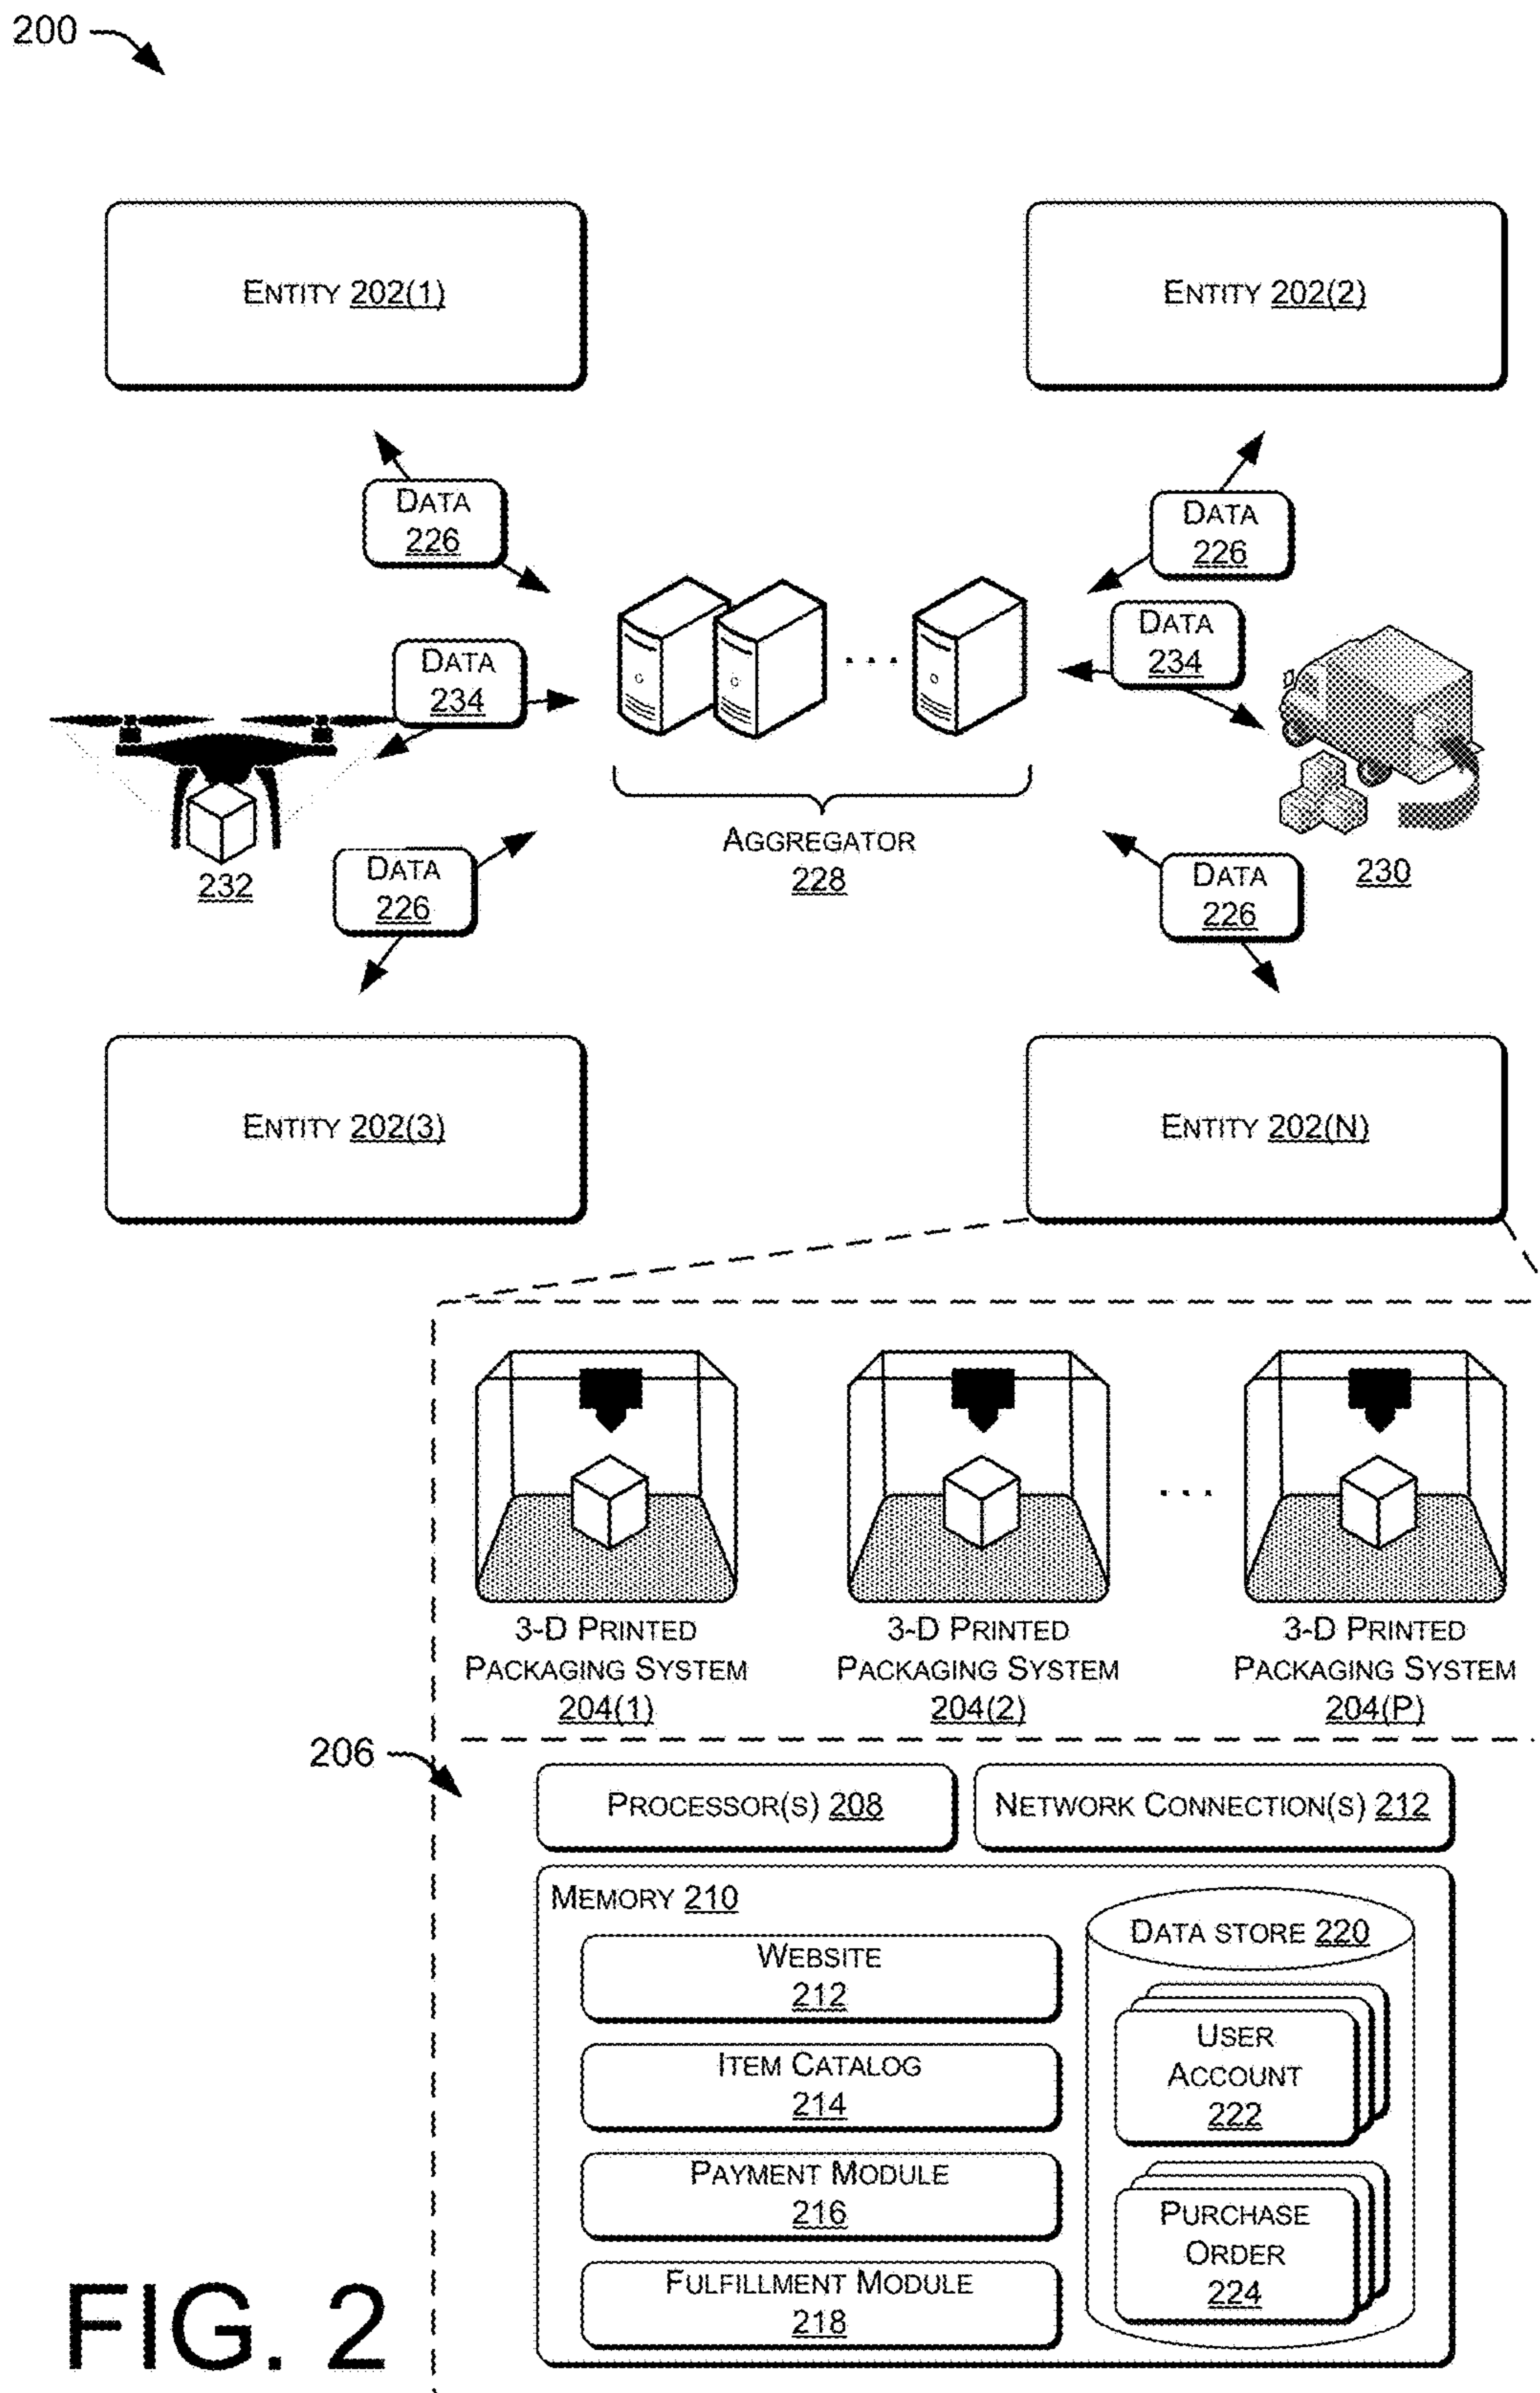 200
ENTITY 202(1)
ENTITY 202(2)
DATA
226
DATA
226
DATA
234
DATA
234
AGGREGATOR
228
232
230
DATA
226
DATA
226
ENTITY 202(3)
ENTITY 202(N)
3-D PRINTED
PACKAGING SYSTEM
204(1)
3-D PRINTED
PACKAGING SYSTEM
204(2)
. . .
3-D PRINTED
PACKAGING SYSTEM
204(P)
206
PROCESSOR(S) 208
NETWORK CONNECTION(S) 212
MEMORY 210
WEBSITE
212
ITEM CATALOG
214
PAYMENT MODULE
216
FULFILLMENT MODULE
218
DATA STORE 220
USER
ACCOUNT
222
PURCHASE
ORDER
224
FIG. 2